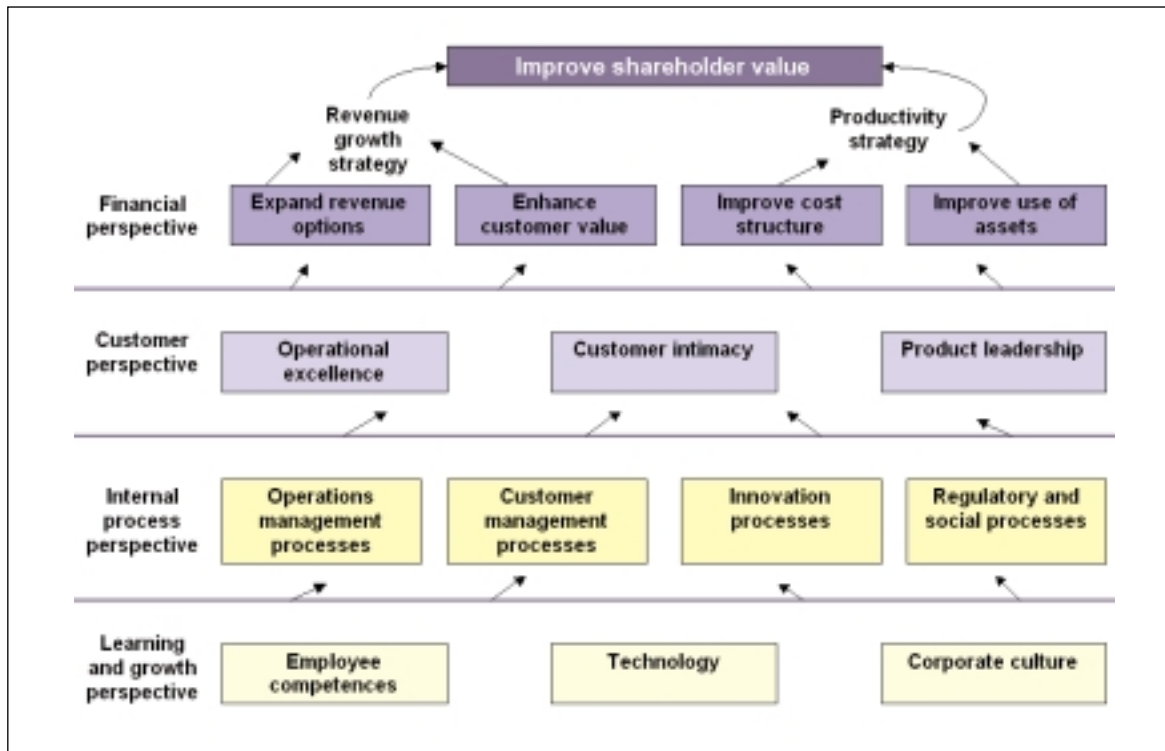 Improve shareholder value
Revenue
growth
strategy
Productivity
strategy
Financial
perspective
Expand revenue
options
Enhance
customer value
Improve cost
structure
Improve use of
assets
Customer
perspective
Operational
excellence
Customer intimacy
Product leadership
Internal
process
perspective
Operations
management
processes
Customer
management
processes
Innovation
processes
Regulatory and
social processes
Learning
and growth
perspective
Employee
competences
Technology
Corporate culture